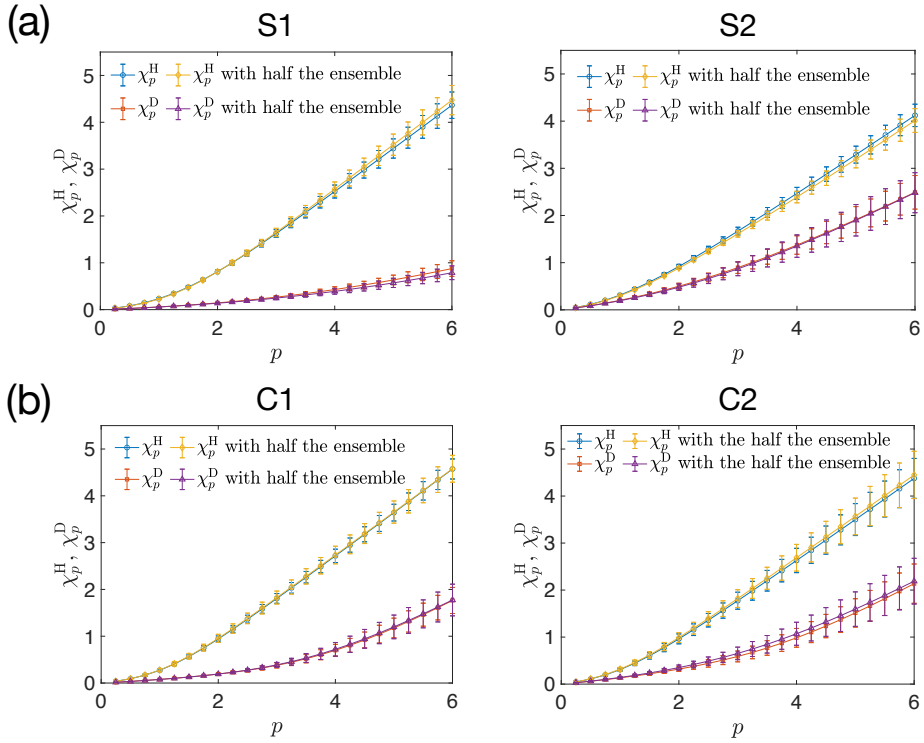 (a)
S1
S2
χ_p^H χ_p^H with half the ensemble
χ_p^D χ_p^D with half the ensemble
χ_p^H, χ_p^D
5
4
3
2
1
0
0 2 4 6
p
χ_p^H χ_p^H with half the ensemble
χ_p^D χ_p^D with half the ensemble
χ_p^H, χ_p^D
5
4
3
2
1
0
0 2 4 6
p
(b)
C1
C2
χ_p^H χ_p^H with half the ensemble
χ_p^D χ_p^D with half the ensemble
χ_p^H, χ_p^D
5
4
3
2
1
0
0 2 4 6
p
χ_p^H χ_p^H with the half the ensemble
χ_p^D χ_p^D with the half the ensemble
χ_p^H, χ_p^D
5
4
3
2
1
0
0 2 4 6
p